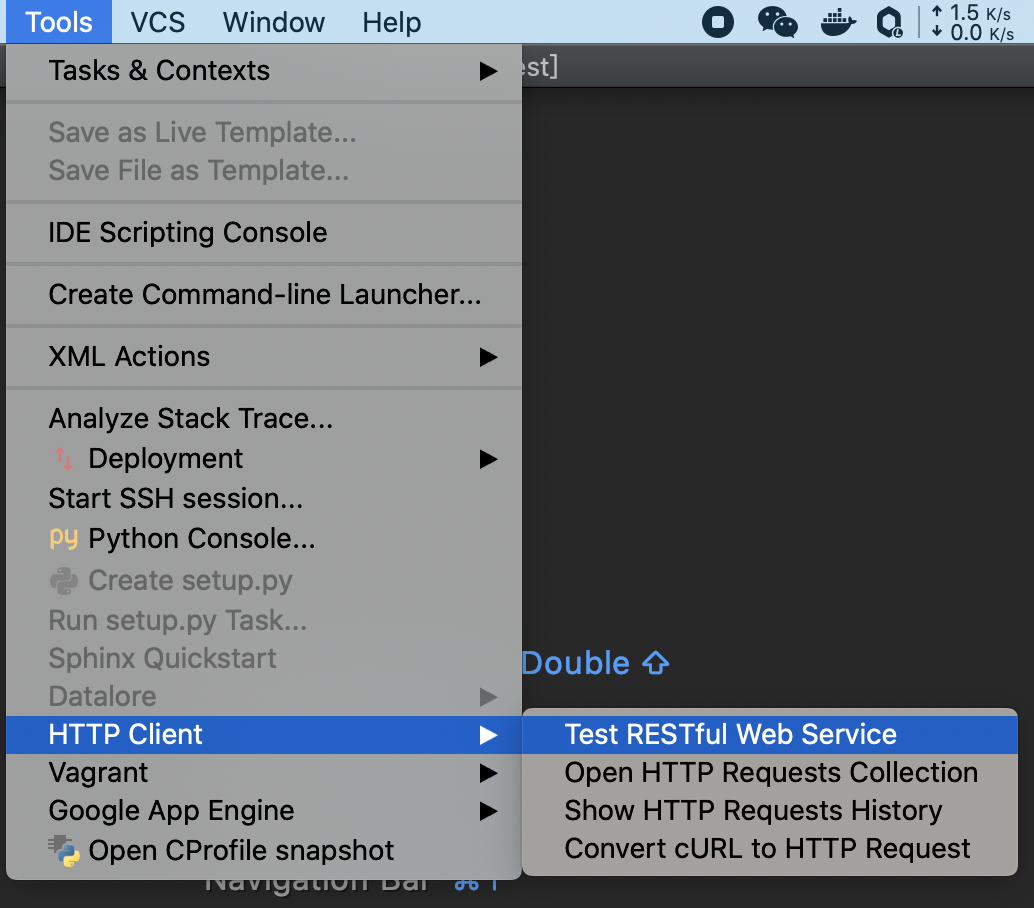 Tools VCS Window Help 1.5 K/s
0.0 K/s
est]
Tasks & Contexts
Save as Live Template...
Save File as Template...
IDE Scripting Console
Create Command-line Launcher...
XML Actions
Analyze Stack Trace...
Deployment
Start SSH session...
py Python Console...
Create setup.py
Run setup.py Task...
Sphinx Quickstart
Double ⇧
Datalore
HTTP Client
Vagrant
Google App Engine
Open CProfile snapshot
Test RESTful Web Service
Open HTTP Requests Collection
Show HTTP Requests History
Convert cURL to HTTP Request
Navigation Bar ⌘